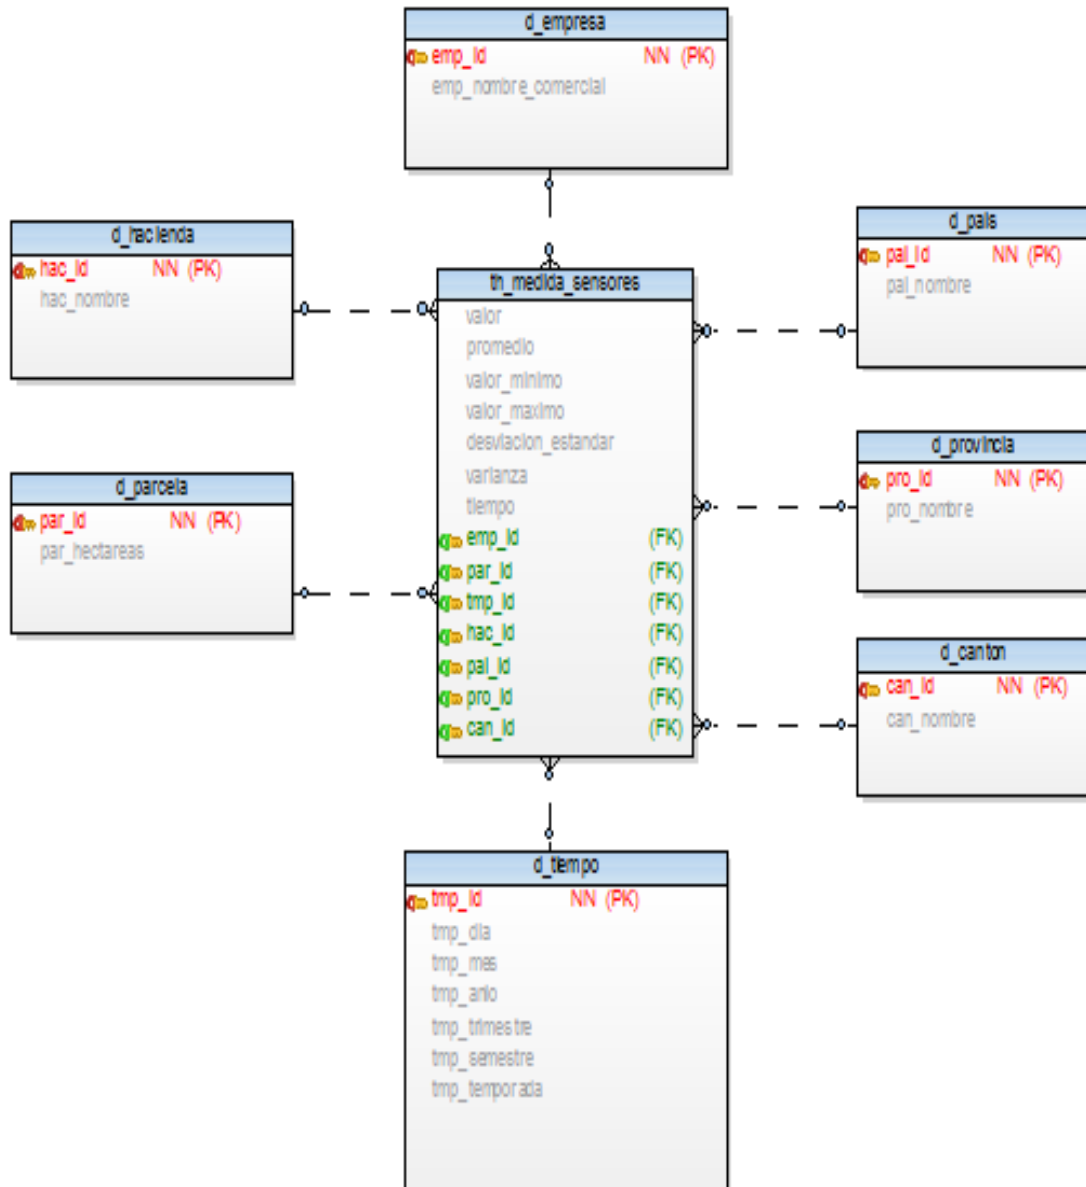 d_empresa
emp_id NN (PK)
emp_nombre_comercial
d_hacienda
hac_id NN (PK)
hac_nombre
d_parcela
par_id NN (PK)
par_hectareas
th_medida_sensores
valor
promedio
valor_minimo
valor_maximo
desviacion_estandar
varianza
tiempo
emp_id (FK)
par_id (FK)
tmp_id (FK)
hac_id (FK)
pai_id (FK)
pro_id (FK)
can_id (FK)
d_pais
pai_id NN (PK)
pai_nombre
d_provincia
pro_id NN (PK)
pro_nombre
d_canton
can_id NN (PK)
can_nombre
d_tiempo
tmp_id NN (PK)
tmp_dia
tmp_mes
tmp_anio
tmp_trimestre
tmp_semestre
tmp_temporada